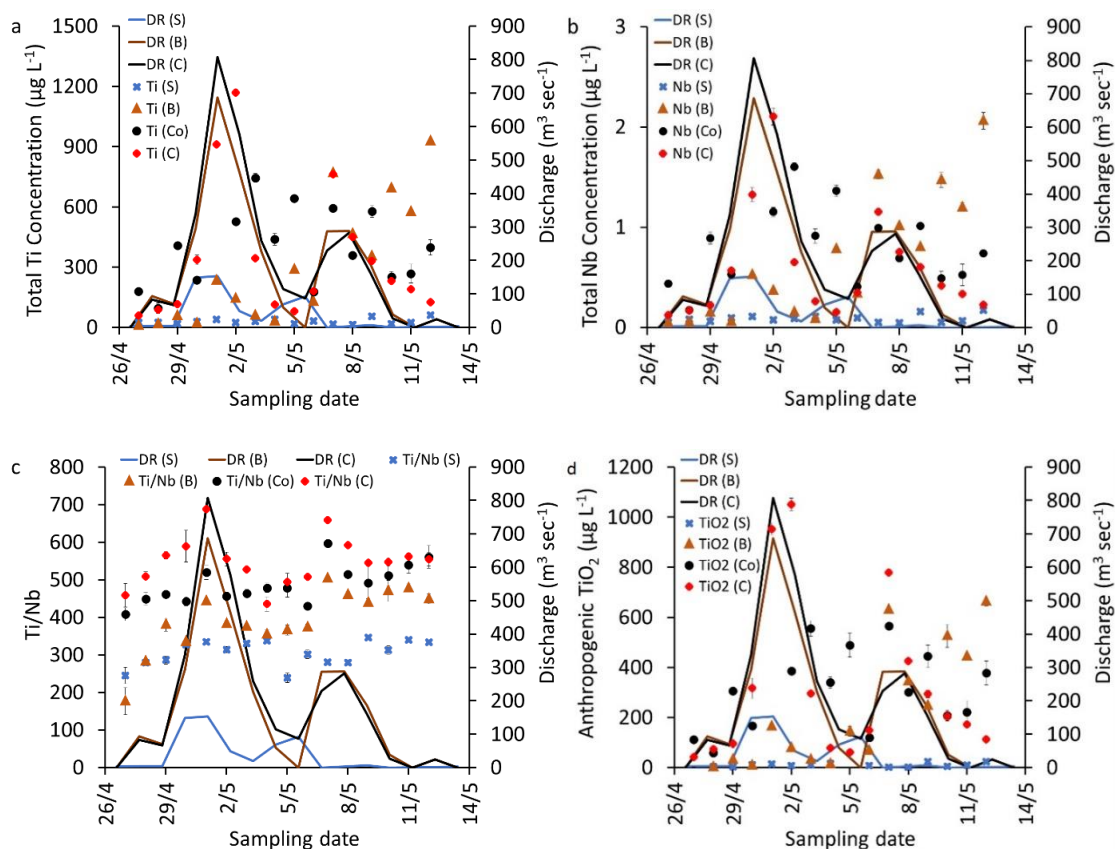 a
Total Ti Concentration (µg L⁻¹)
1500
1200
900
600
300
0
DR (S)
DR (B)
DR (C)
Ti (S)
Ti (B)
Ti (Co)
Ti (C)
900
800
700
600
500
400
300
200
100
0
Discharge (m³ sec⁻¹)
26/4
29/4
2/5
5/5
8/5
11/5
14/5
Sampling date
b
Total Nb Concentration (µg L⁻¹)
3
2
1
0
DR (S)
DR (B)
DR (C)
Nb (S)
Nb (B)
Nb (Co)
Nb (C)
900
800
700
600
500
400
300
200
100
0
Discharge (m³ sec⁻¹)
26/4
29/4
2/5
5/5
8/5
11/5
14/5
Sampling date
c
Ti/Nb
800
700
600
500
400
300
200
100
0
DR (S) DR (B) DR (C) Ti/Nb (S)
Ti/Nb (B) Ti/Nb (Co) Ti/Nb (C)
900
800
700
600
500
400
300
200
100
0
Discharge (m³ sec⁻¹)
26/4
29/4
2/5
5/5
8/5
11/5
14/5
Sampling date
d
Anthropogenic TiO₂ (µg L⁻¹)
1200
1000
800
600
400
200
0
DR (S)
DR (B)
DR (C)
TiO2 (S)
TiO2 (B)
TiO2 (Co)
TiO2 (C)
900
800
700
600
500
400
300
200
100
0
Discharge (m³ sec⁻¹)
26/4
29/4
2/5
5/5
8/5
11/5
14/5
Sampling date